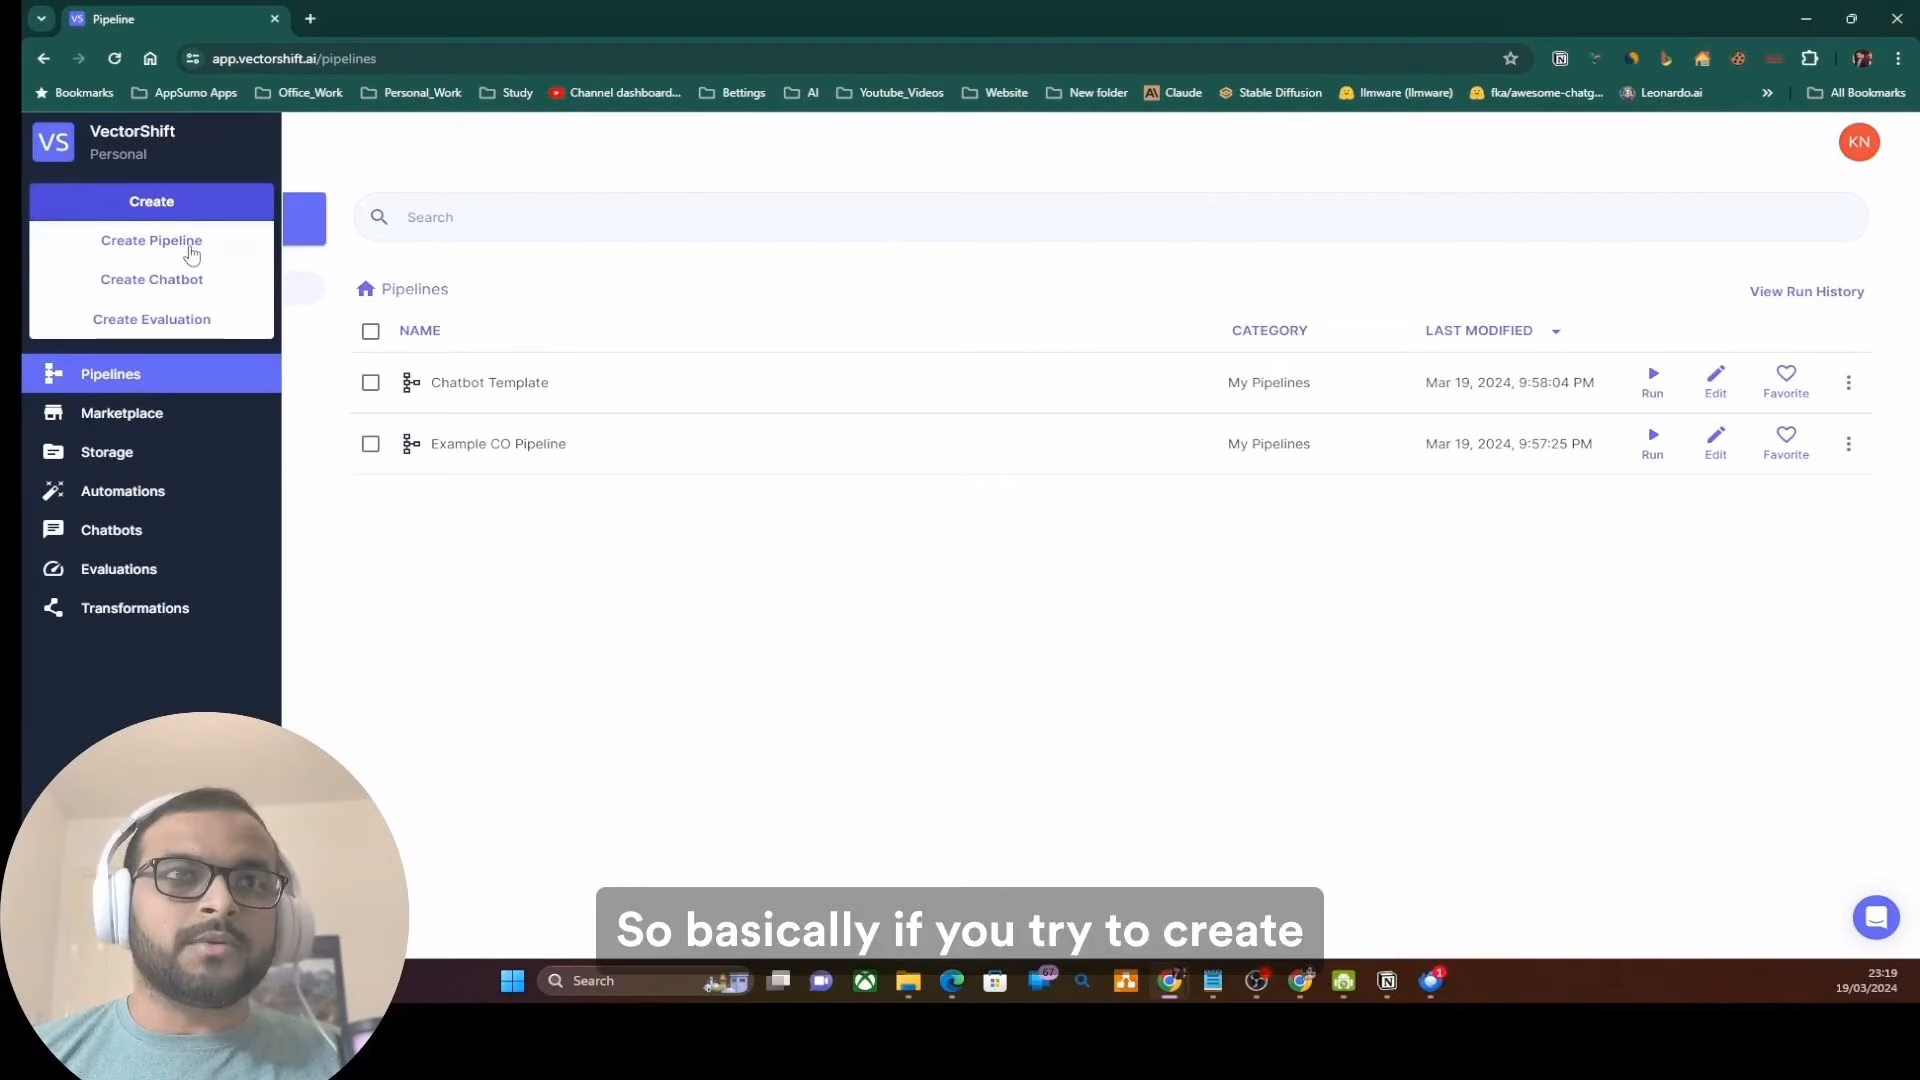 VS Pipeline
app.vectorshift.ai/pipelines
Bookmarks AppSumo Apps Office_Work Personal_Work Study Channel dashboard... Bettings AI Youtube_Videos Website New folder Claude Stable Diffusion llmware (llmware) fka/awesome-chatg... Leonardo.ai All Bookmarks
VS VectorShift
Personal
KN
Create
Search
Create Pipeline
Create Chatbot
Create Evaluation
Pipelines
View Run History
NAME CATEGORY LAST MODIFIED
Chatbot Template My Pipelines Mar 19, 2024, 9:58:04 PM Run Edit Favorite
Example CO Pipeline My Pipelines Mar 19, 2024, 9:57:25 PM Run Edit Favorite
Pipelines
Marketplace
Storage
Automations
Chatbots
Evaluations
Transformations
So basically if you try to create
Search
67
1
23:19
19/03/2024